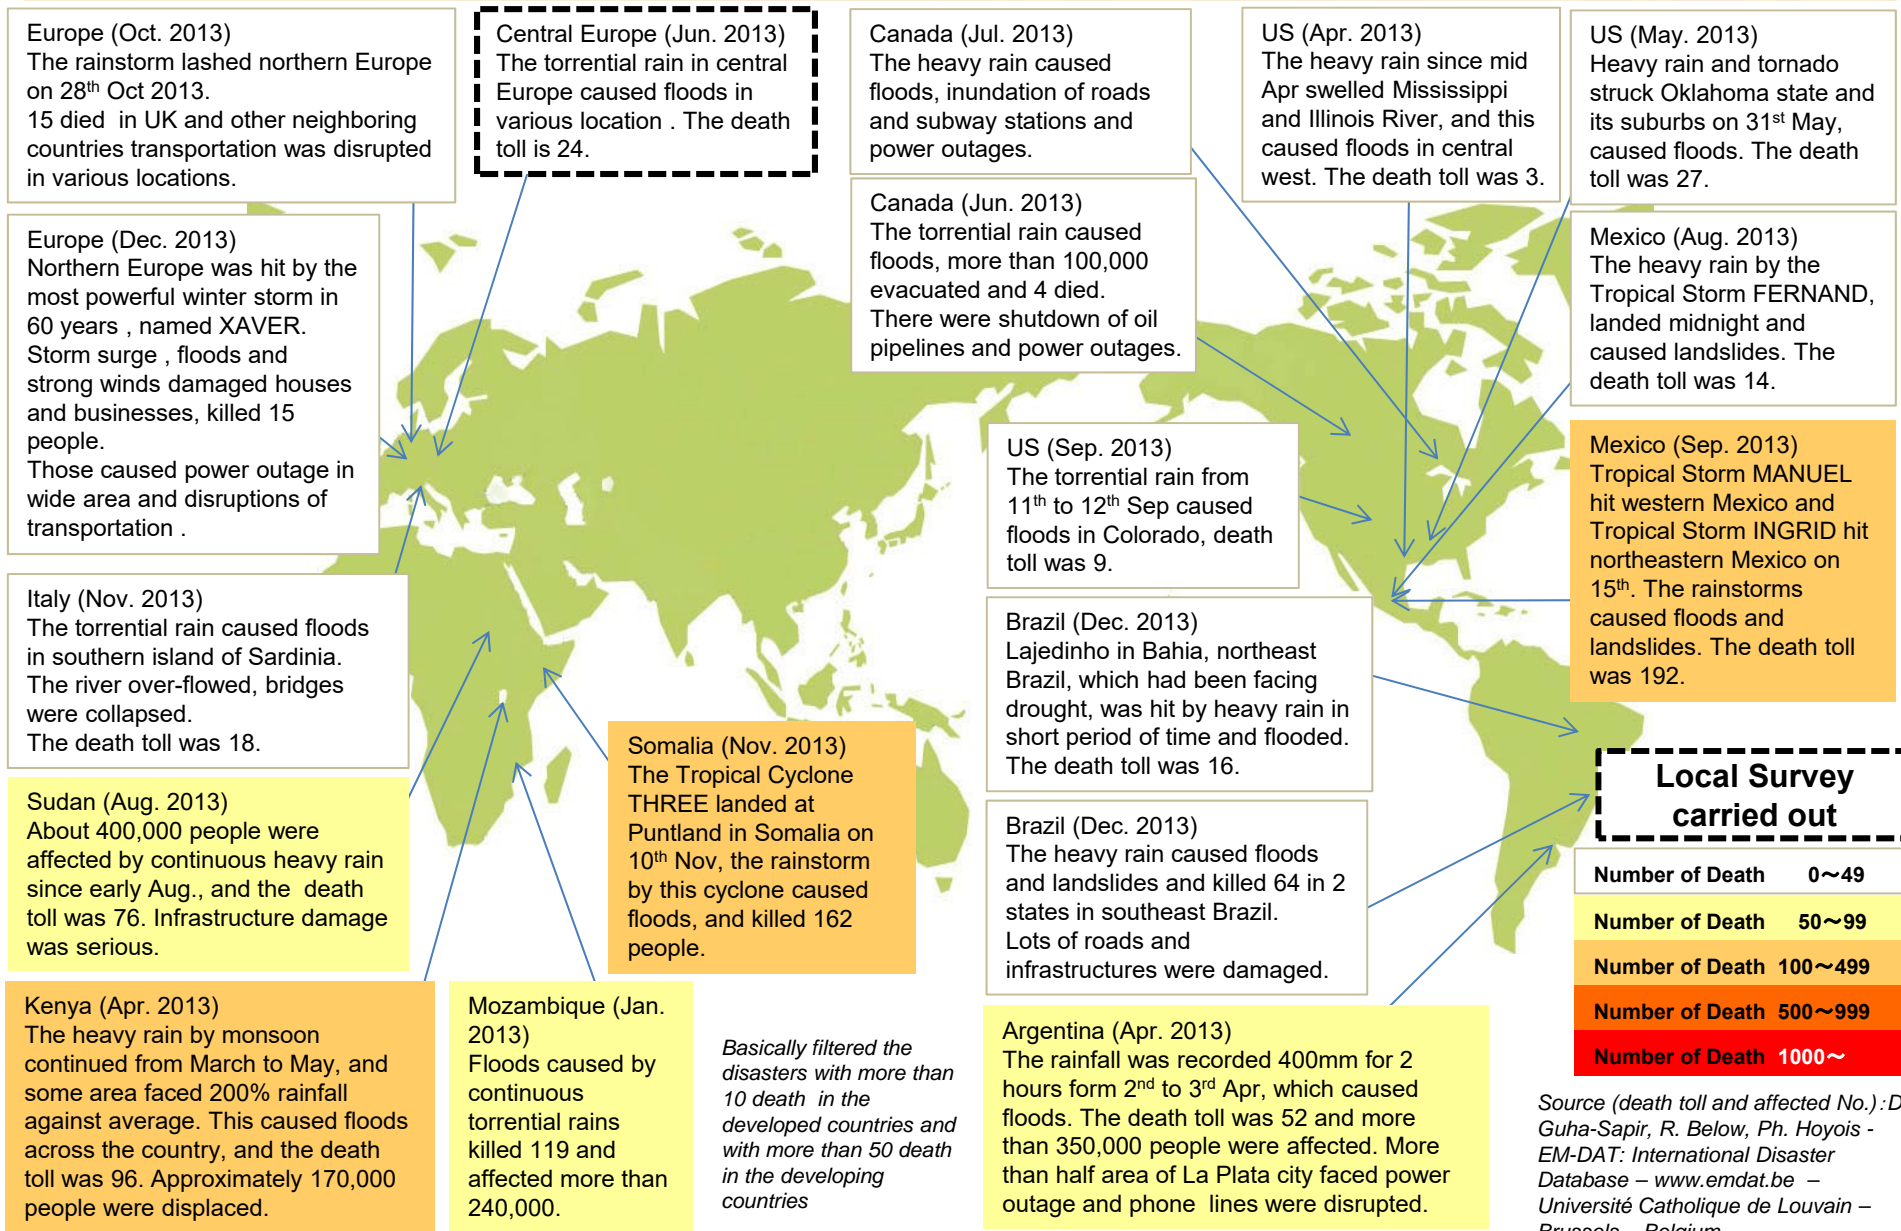 Europe (Oct. 2013)
The rainstorm lashed northern Europe
on 28th Oct 2013.
15 died in UK and other neighboring
countries transportation was disrupted
in various locations.
Central Europe (Jun. 2013)
The torrential rain in central
Europe caused floods in
various location . The death
toll is 24.
Canada (Jul. 2013)
The heavy rain caused
floods, inundation of roads
and subway stations and
power outages.
US (Apr. 2013)
The heavy rain since mid
Apr swelled Mississippi
and Illinois River, and this
caused floods in central
west. The death toll was 3.
US (May. 2013)
Heavy rain and tornado
struck Oklahoma state and
its suburbs on 31st May,
caused floods. The death
toll was 27.
Europe (Dec. 2013)
Northern Europe was hit by the
most powerful winter storm in
60 years , named XAVER.
Storm surge , floods and
strong winds damaged houses
and businesses, killed 15
people.
Those caused power outage in
wide area and disruptions of
transportation .
Canada (Jun. 2013)
The torrential rain caused
floods, more than 100,000
evacuated and 4 died.
There were shutdown of oil
pipelines and power outages.
Mexico (Aug. 2013)
The heavy rain by the
Tropical Storm FERNAND,
landed midnight and
caused landslides. The
death toll was 14.
US (Sep. 2013)
The torrential rain from
11th to 12th Sep caused
floods in Colorado, death
toll was 9.
Mexico (Sep. 2013)
Tropical Storm MANUEL
hit western Mexico and
Tropical Storm INGRID hit
northeastern Mexico on
15th. The rainstorms
caused floods and
landslides. The death toll
was 192.
Italy (Nov. 2013)
The torrential rain caused floods
in southern island of Sardinia.
The river over-flowed, bridges
were collapsed.
The death toll was 18.
Brazil (Dec. 2013)
Lajedinho in Bahia, northeast
Brazil, which had been facing
drought, was hit by heavy rain in
short period of time and flooded.
The death toll was 16.
Somalia (Nov. 2013)
The Tropical Cyclone
THREE landed at
Puntland in Somalia on
10th Nov, the rainstorm
by this cyclone caused
floods, and killed 162
people.
Sudan (Aug. 2013)
About 400,000 people were
affected by continuous heavy rain
since early Aug., and the death
toll was 76. Infrastructure damage
was serious.
Brazil (Dec. 2013)
The heavy rain caused floods
and landslides and killed 64 in 2
states in southeast Brazil.
Lots of roads and
infrastructures were damaged.
Local Survey
carried out
Number of Death 0～49
Number of Death 50～99
Number of Death 100～499
Number of Death 500～999
Number of Death 1000～
Kenya (Apr. 2013)
The heavy rain by monsoon
continued from March to May, and
some area faced 200% rainfall
against average. This caused floods
across the country, and the death
toll was 96. Approximately 170,000
people were displaced.
Mozambique (Jan.
2013)
Floods caused by
continuous
torrential rains
killed 119 and
affected more than
240,000.
Basically filtered the
disasters with more than
10 death in the
developed countries and
with more than 50 death
in the developing
countries
Argentina (Apr. 2013)
The rainfall was recorded 400mm for 2
hours form 2nd to 3rd Apr, which caused
floods. The death toll was 52 and more
than 350,000 people were affected. More
than half area of La Plata city faced power
outage and phone lines were disrupted.
Source (death toll and affected No.):D
Guha-Sapir, R. Below, Ph. Hoyois -
EM-DAT: International Disaster
Database – www.emdat.be –
Université Catholique de Louvain –
Brussels – Belgium